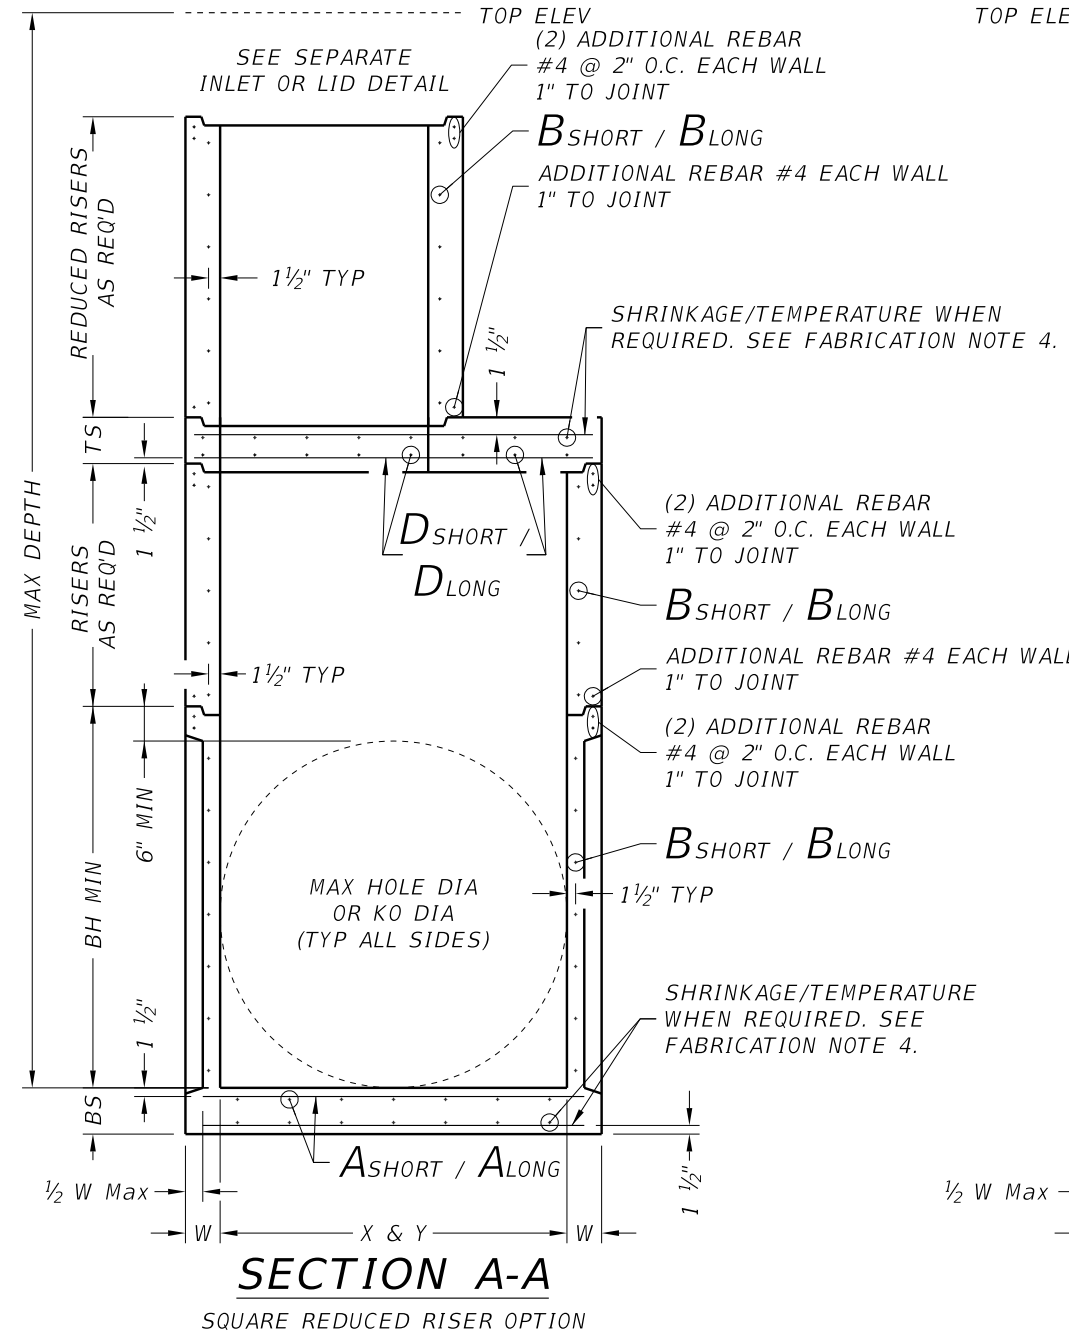 TOP ELEV
TOP ELE
(2) ADDITIONAL REBAR
#4 @ 2" O.C. EACH WALL
1" TO JOINT
SEE SEPARATE
INLET OR LID DETAIL
BSHORT / BLONG
ADDITIONAL REBAR #4 EACH WALL
1" TO JOINT
REDUCED RISERS
AS REQ'D
1½" TYP
SHRINKAGE/TEMPERATURE WHEN
REQUIRED. SEE FABRICATION NOTE 4.
1 ½"
TS
MAX DEPTH
1 ½"
RISERS
AS REQ'D
DSHORT /
DLONG
(2) ADDITIONAL REBAR
#4 @ 2" O.C. EACH WALL
1" TO JOINT
BSHORT / BLONG
1½" TYP
ADDITIONAL REBAR #4 EACH WALL
1" TO JOINT
(2) ADDITIONAL REBAR
#4 @ 2" O.C. EACH WALL
1" TO JOINT
6" MIN
BH MIN
BSHORT / BLONG
MAX HOLE DIA
OR KO DIA
(TYP ALL SIDES)
1½" TYP
1 ½"
SHRINKAGE/TEMPERATURE
WHEN REQUIRED. SEE
FABRICATION NOTE 4.
BS
ASHORT / ALONG
1 ½"
½ W Max
½ W Max
W
X & Y
W
SECTION A-A
SQUARE REDUCED RISER OPTION